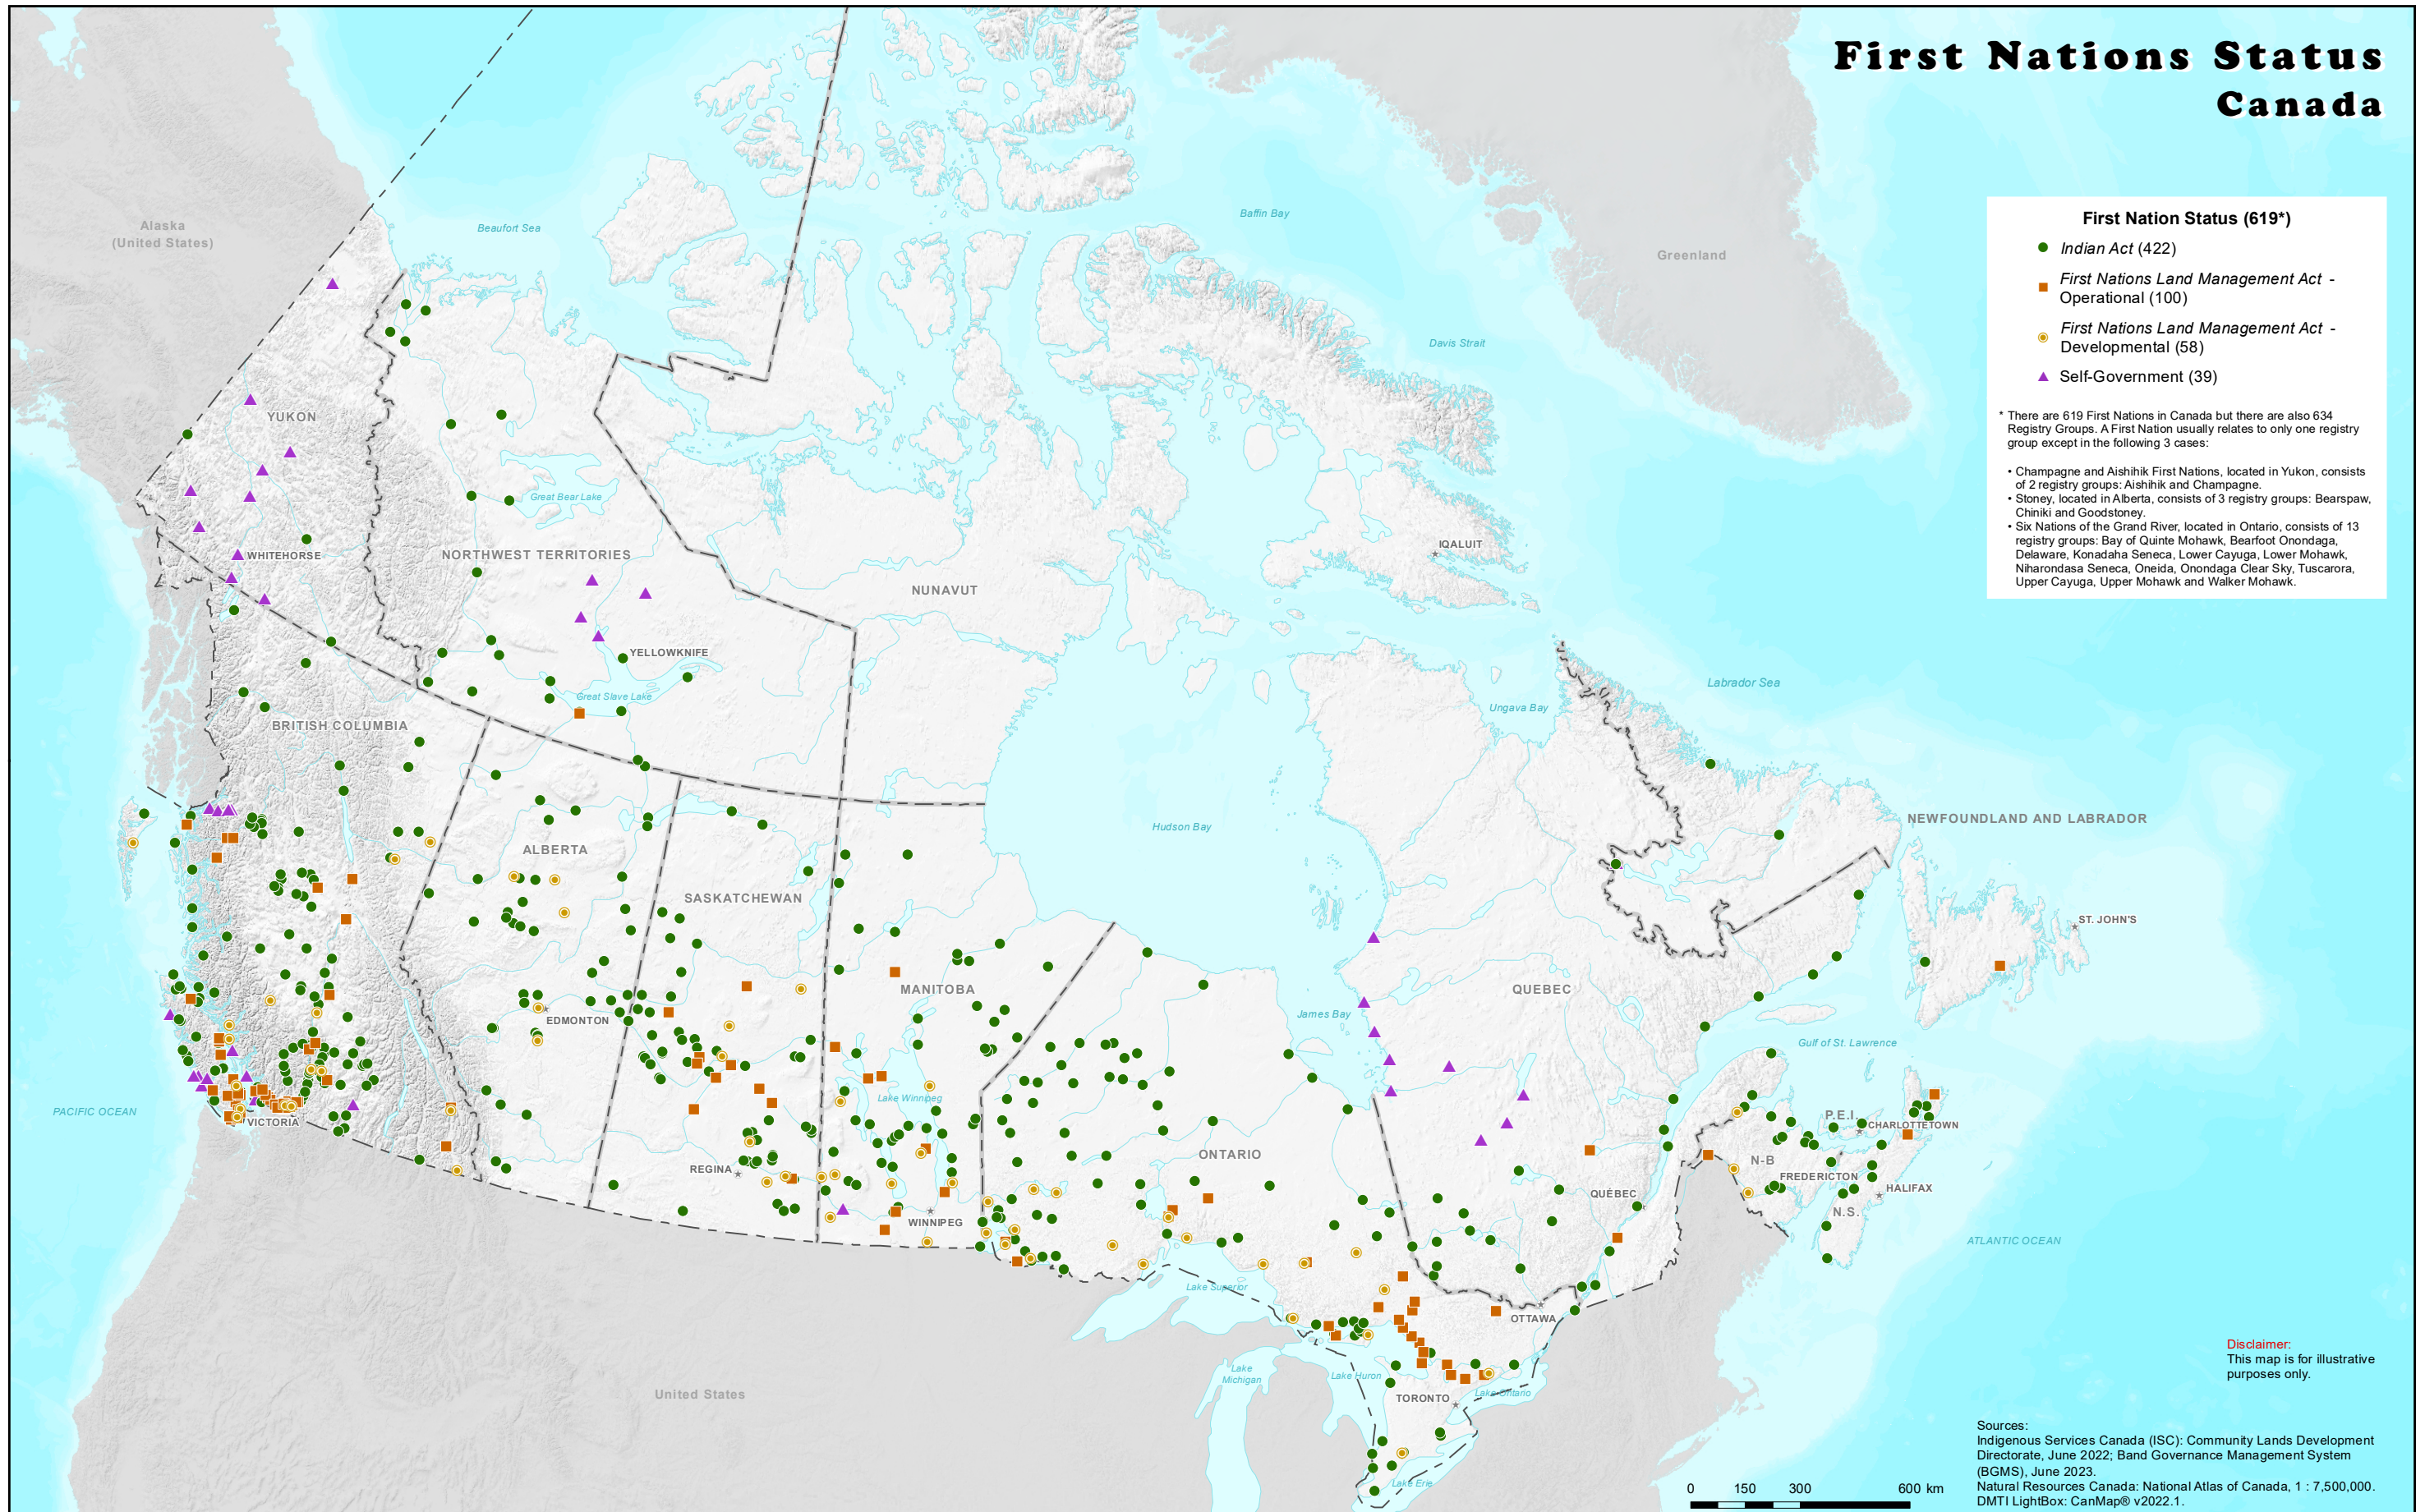 First Nations Status
Canada
First Nation Status (619*)
Indian Act (422)
First Nations Land Management Act -
Operational (100)
First Nations Land Management Act -
Developmental (58)
Self-Government (39)
* There are 619 First Nations in Canada but there are also 634
Registry Groups. A First Nation usually relates to only one registry
group except in the following 3 cases:
• Champagne and Aishihik First Nations, located in Yukon, consists
of 2 registry groups: Aishihik and Champagne.
• Stoney, located in Alberta, consists of 3 registry groups: Bearspaw,
Chiniki and Goodstoney.
• Six Nations of the Grand River, located in Ontario, consists of 13
registry groups: Bay of Quinte Mohawk, Bearfoot Onondaga,
Delaware, Konadaha Seneca, Lower Cayuga, Lower Mohawk,
Niharondasa Seneca, Oneida, Onondaga Clear Sky, Tuscarora,
Upper Cayuga, Upper Mohawk and Walker Mohawk.
Alaska
(United States)
Beaufort Sea
Baffin Bay
Greenland
Davis Strait
YUKON
Great Bear Lake
WHITEHORSE
NORTHWEST TERRITORIES
IQALUIT
NUNAVUT
YELLOWKNIFE
Great Slave Lake
Labrador Sea
Ungava Bay
BRITISH COLUMBIA
Hudson Bay
NEWFOUNDLAND AND LABRADOR
ALBERTA
SASKATCHEWAN
ST. JOHN'S
MANITOBA
QUEBEC
EDMONTON
James Bay
Gulf of St. Lawrence
Lake Winnipeg
PACIFIC OCEAN
VICTORIA
P.E.I.
CHARLOTTETOWN
ONTARIO
N-B
REGINA
FREDERICTON
HALIFAX
QUÉBEC
N.S.
WINNIPEG
ATLANTIC OCEAN
Lake Superior
OTTAWA
Lake
Michigan
Lake Huron
United States
TORONTO
Lake Ontario
Lake Erie
Disclaimer:
This map is for illustrative
purposes only.
Sources:
Indigenous Services Canada (ISC): Community Lands Development
Directorate, June 2022; Band Governance Management System
(BGMS), June 2023.
Natural Resources Canada: National Atlas of Canada, 1 : 7,500,000.
DMTI LightBox: CanMap® v2022.1.
0 150 300 600 km